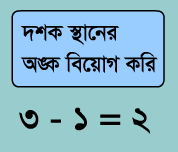 দশক স্থানের
অঙ্ক বিয়োগ করি
৩ - ১ = ২